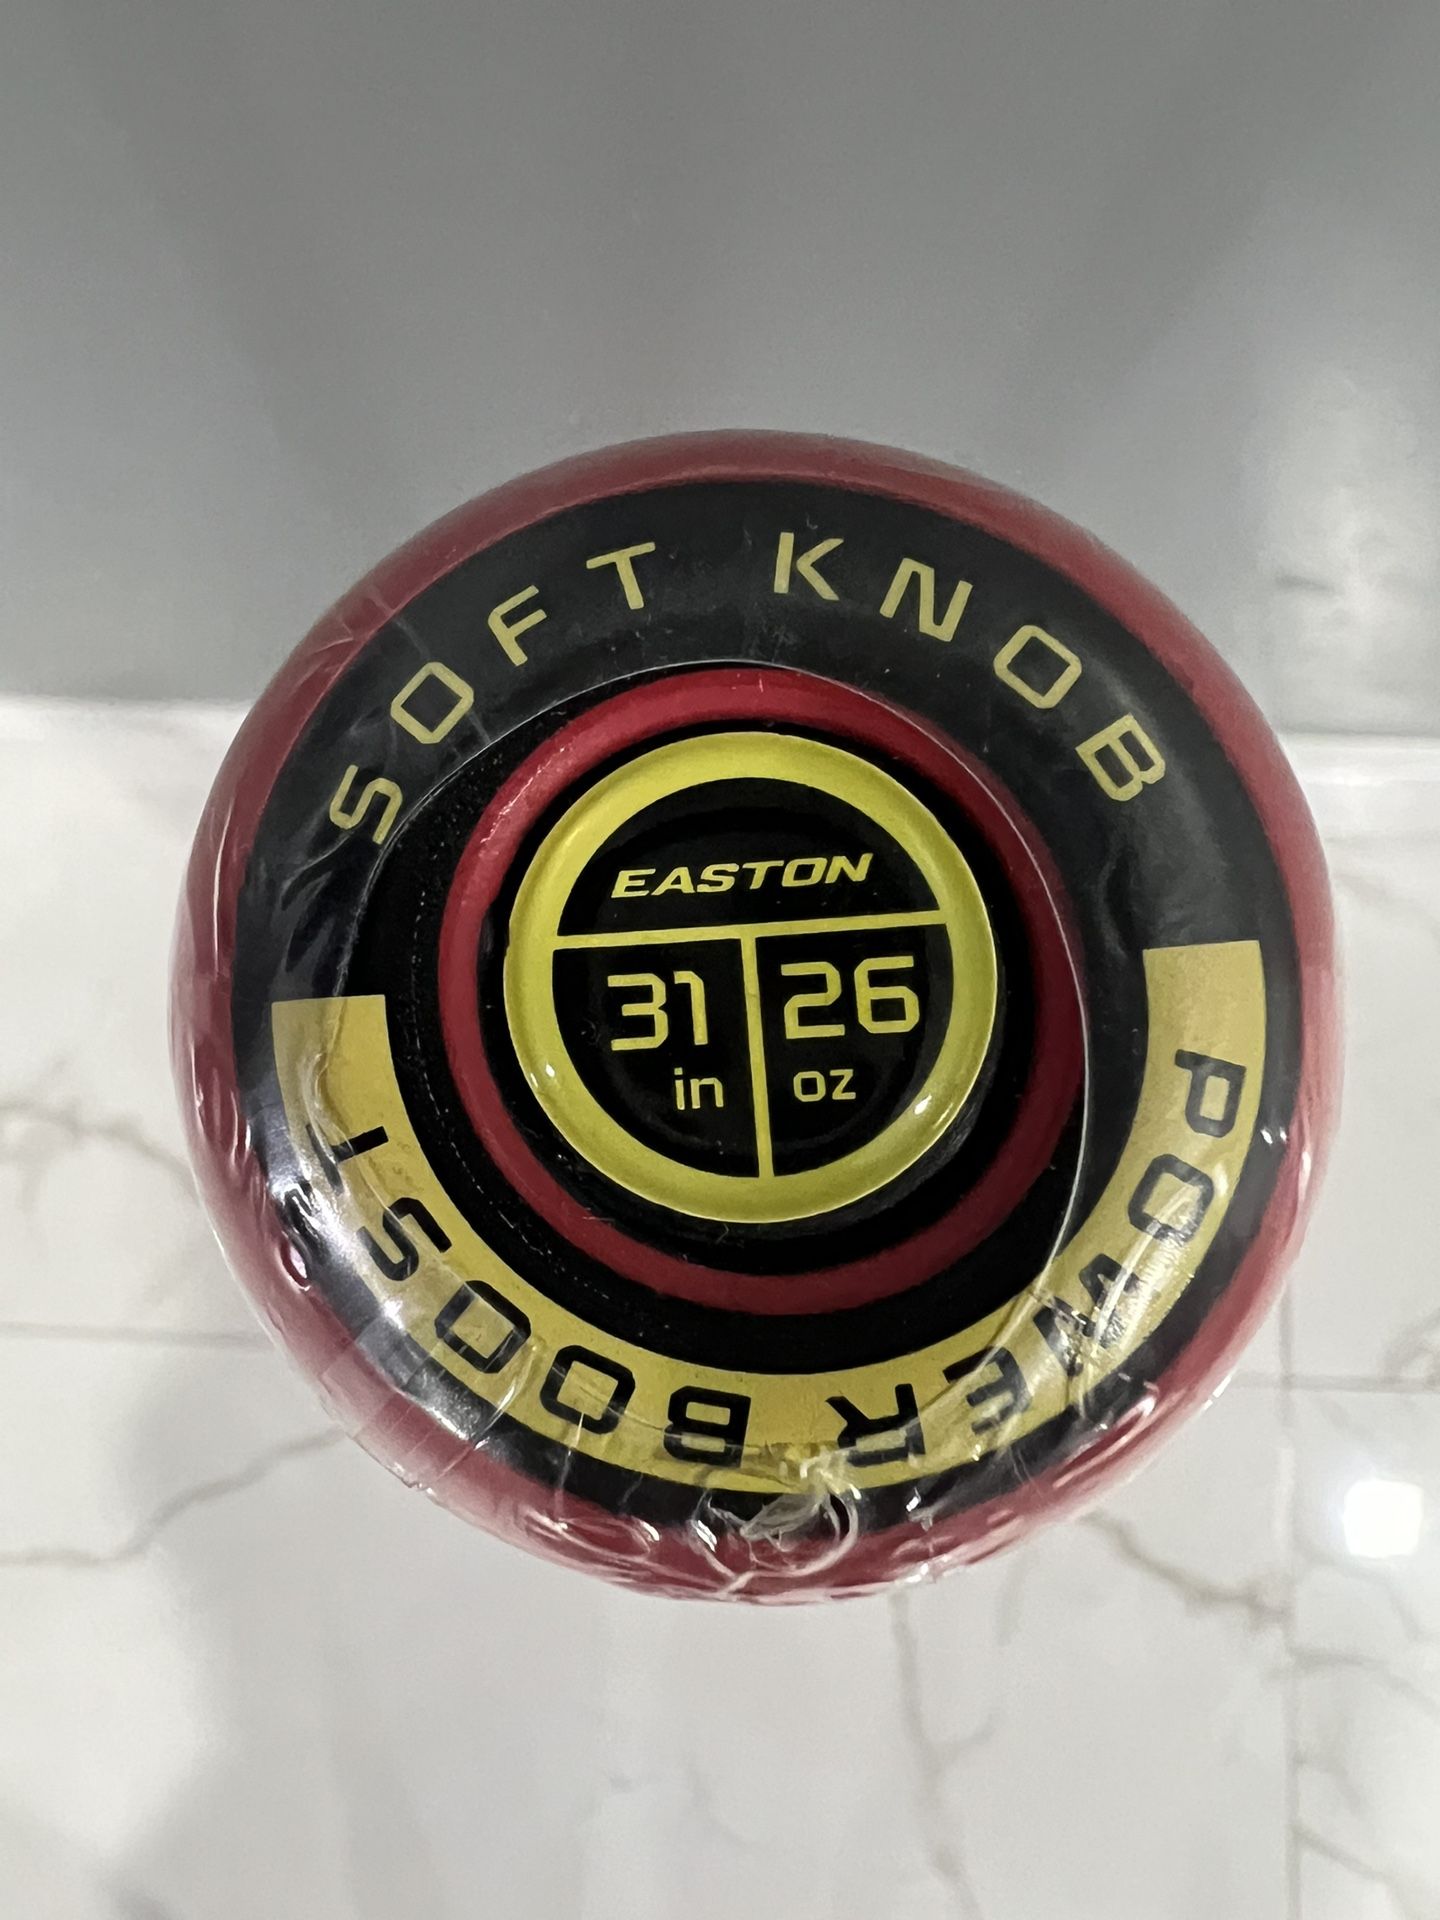 SOFT KNOB
EASTON
31 26
in oz
POWER BOOST